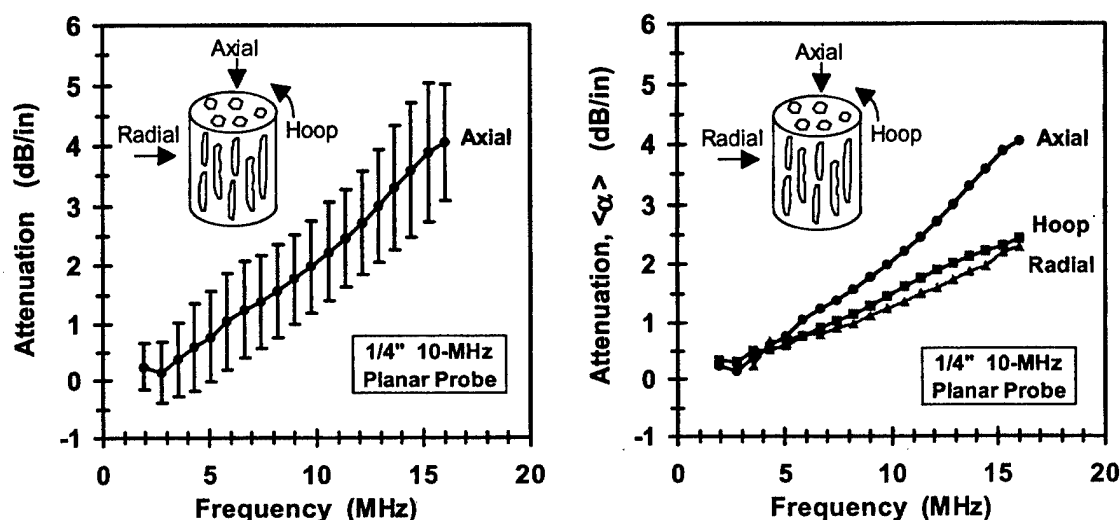 6
5
4
3
2
1
0
-1
Attenuation (dB/in)
Axial
Radial
Hoop
Axial
1/4" 10-MHz
Planar Probe
0
5
10
15
20
Frequency (MHz)
6
5
4
3
2
1
0
-1
Attenuation, <α> (dB/in)
Axial
Radial
Hoop
Axial
Hoop
Radial
1/4" 10-MHz
Planar Probe
0
5
10
15
20
Frequency (MHz)